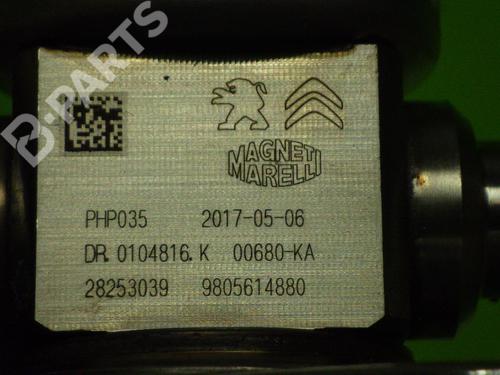 B-PARTS
MAGNETI
MARELLI
PHP035 2017-05-06
DR.0104816.K 00680-KA
28253039 9805614880